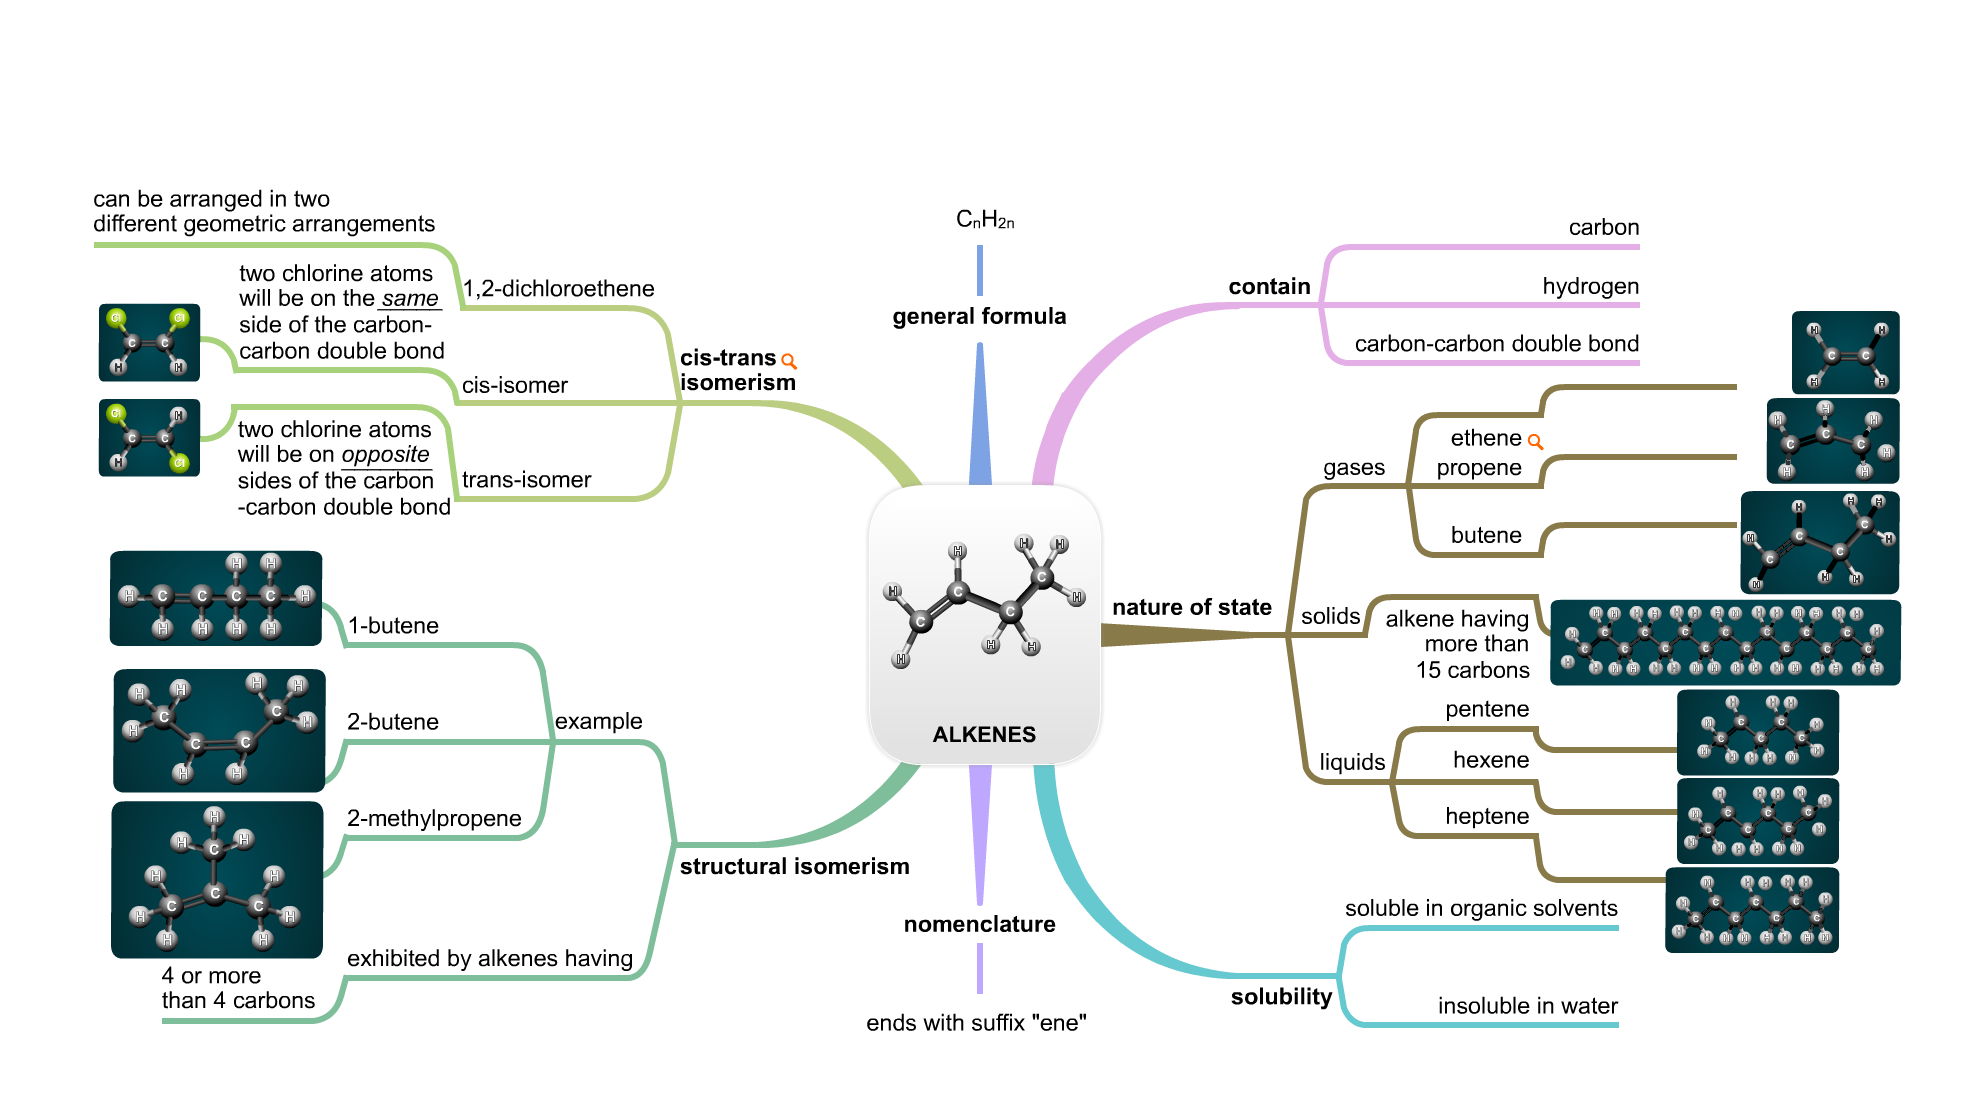 can be arranged in two
different geometric arrangements
1,2-dichloroethene
two chlorine atoms
will be on the same
side of the carbon-
carbon double bond
cis-isomer
two chlorine atoms
will be on opposite
sides of the carbon
-carbon double bond
trans-isomer
cis-trans
isomerism
CₙH₂ₙ
general formula
contain
carbon
hydrogen
carbon-carbon double bond
nature of state
gases
ethene
propene
butene
solids
alkene having
more than
15 carbons
liquids
pentene
hexene
heptene
ALKENES
1-butene
2-butene
2-methylpropene
example
structural isomerism
exhibited by alkenes having
4 or more
than 4 carbons
nomenclature
ends with suffix "ene"
solubility
soluble in organic solvents
insoluble in water